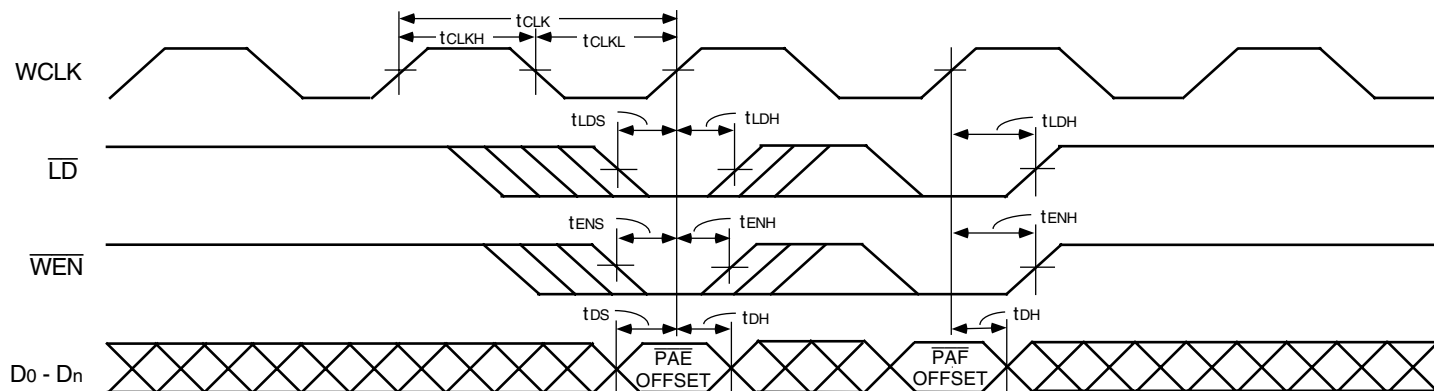 tCLK
tCLKH
tCLKL
WCLK
tLDS
tLDH
tLDH
LD
tENS
tENH
tENH
WEN
tDS
tDH
tDH
PAE
OFFSET
PAF
OFFSET
D0 - Dn